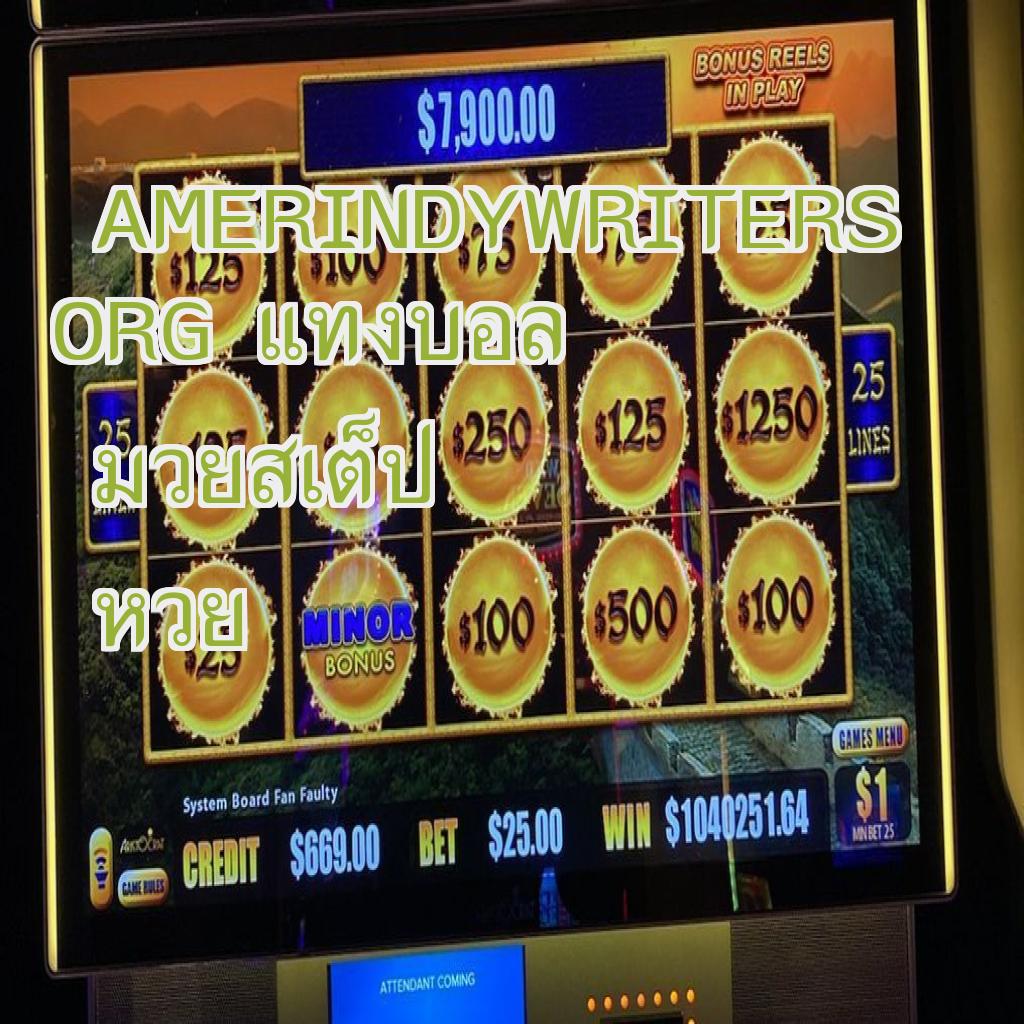 BONUS REELS
IN PLAY
$7,900.00
AMERINDYWRITERS
$125 $100 $75
ORG แทงบอล
25
LINES
$250 $125 $1250
มวยสเต็ป
25
หวย
$25 MINOR
BONUS $100 $500 $100
GAMES MENU
$1
MIN BET 25
System Board Fan Faulty
ARISTOCRAT
GAME RULES
CREDIT $669.00 BET $25.00 WIN $1040251.64
ATTENDANT COMING